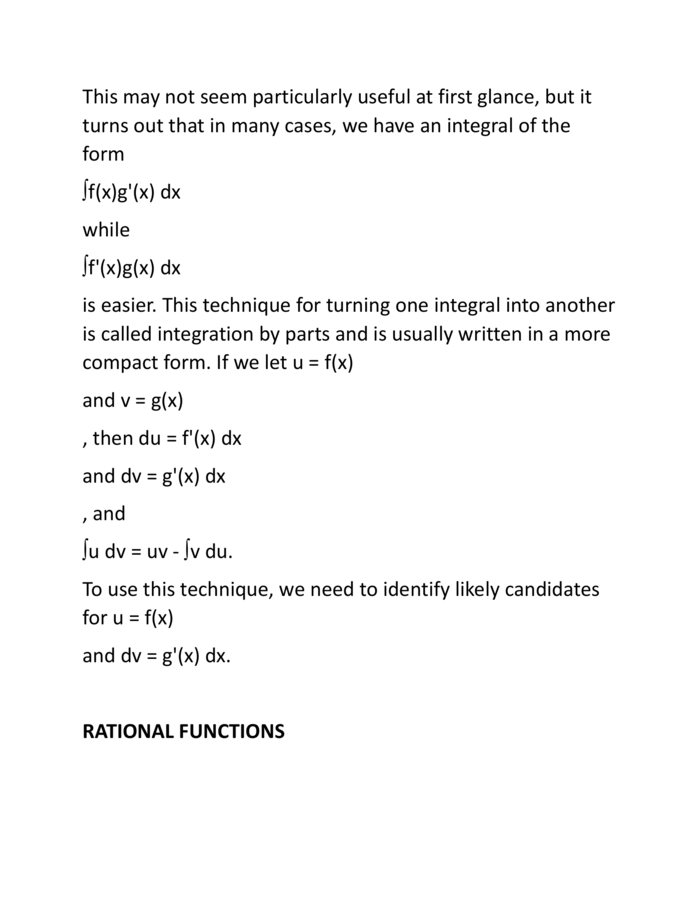 This may not seem particularly useful at first glance, but it
turns out that in many cases, we have an integral of the
form
∫f(x)g'(x) dx
while
∫f'(x)g(x) dx
is easier. This technique for turning one integral into another
is called integration by parts and is usually written in a more
compact form. If we let u = f(x)
and v = g(x)
, then du = f'(x) dx
and dv = g'(x) dx
, and
∫u dv = uv - ∫v du.
To use this technique, we need to identify likely candidates
for u = f(x)
and dv = g'(x) dx.
RATIONAL FUNCTIONS